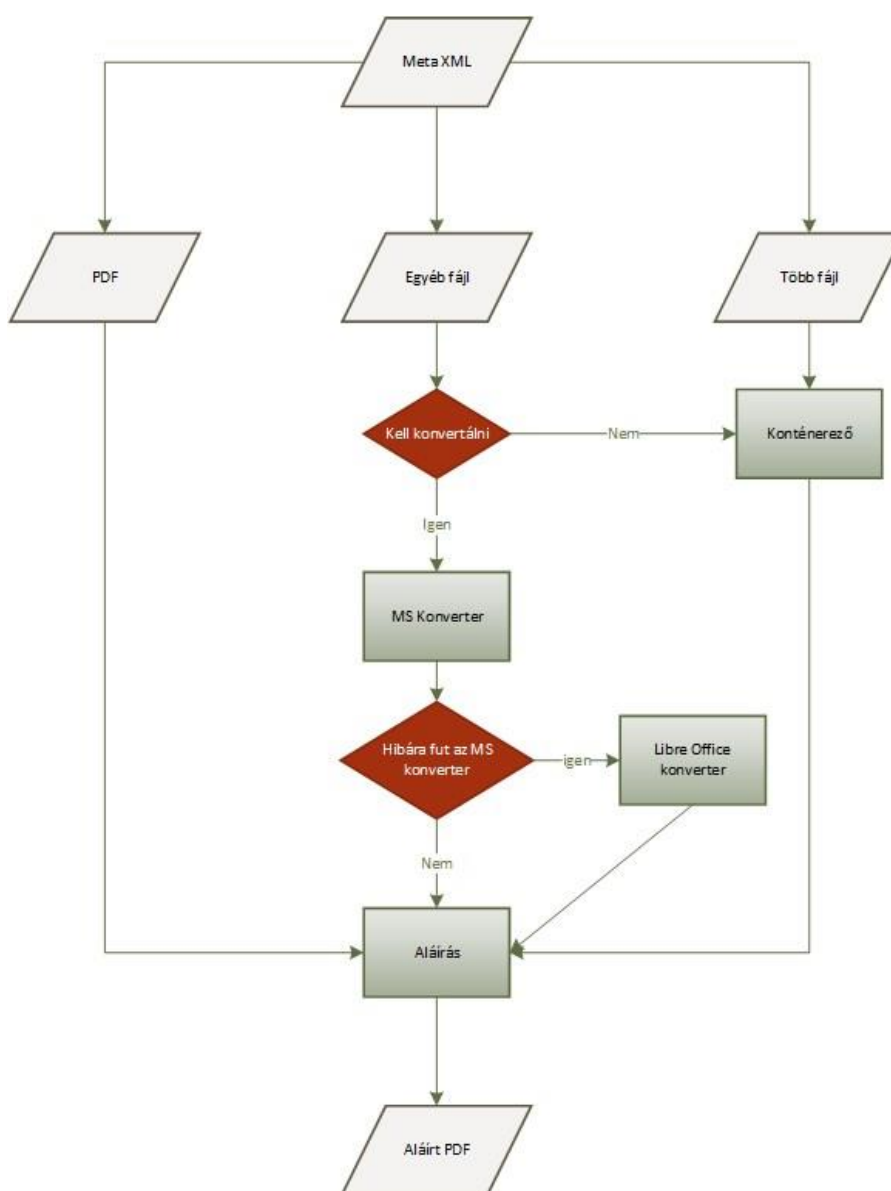 Meta XML
PDF
Egyéb fájl
Több fájl
Kell konvertálni
Nem
Konténerező
Igen
MS Konverter
Hibára fut az MS
konverter
igen
Libre Office
konverter
Nem
Aláírás
Aláírt PDF